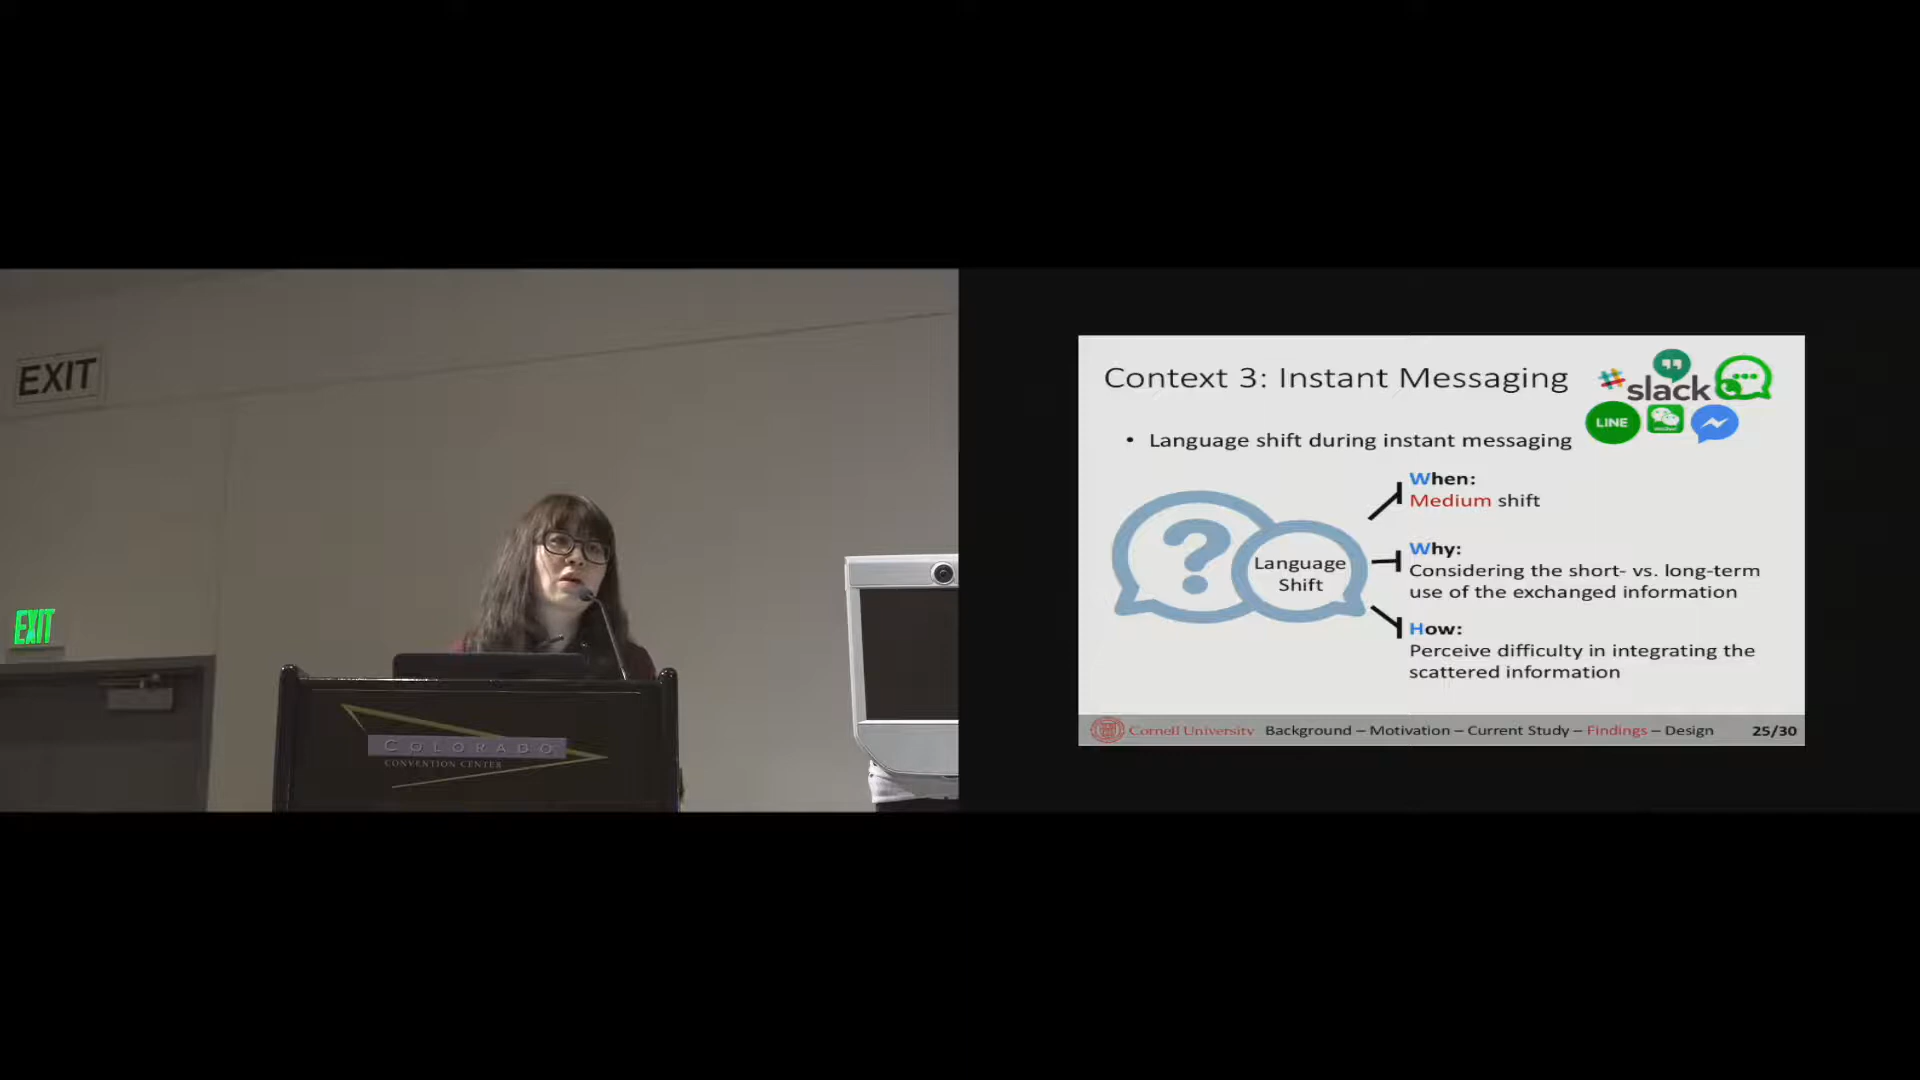 EXIT
EXIT
COLORADO
CONVENTION CENTER
Context 3: Instant Messaging
slack
LINE
WeChat
• Language shift during instant messaging
When:
Medium shift
Language
Shift
Why:
Considering the short- vs. long-term
use of the exchanged information
How:
Perceive difficulty in integrating the
scattered information
Cornell University Background – Motivation – Current Study – Findings – Design 25/30